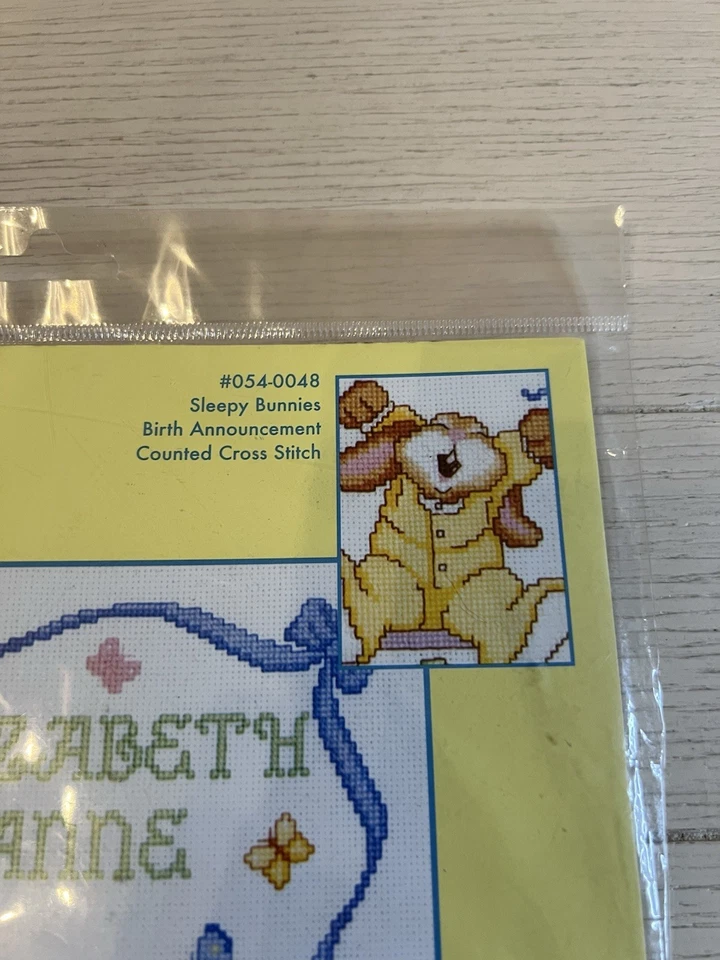 #054-0048
Sleepy Bunnies
Birth Announcement
Counted Cross Stitch
ZABETH
ANNE